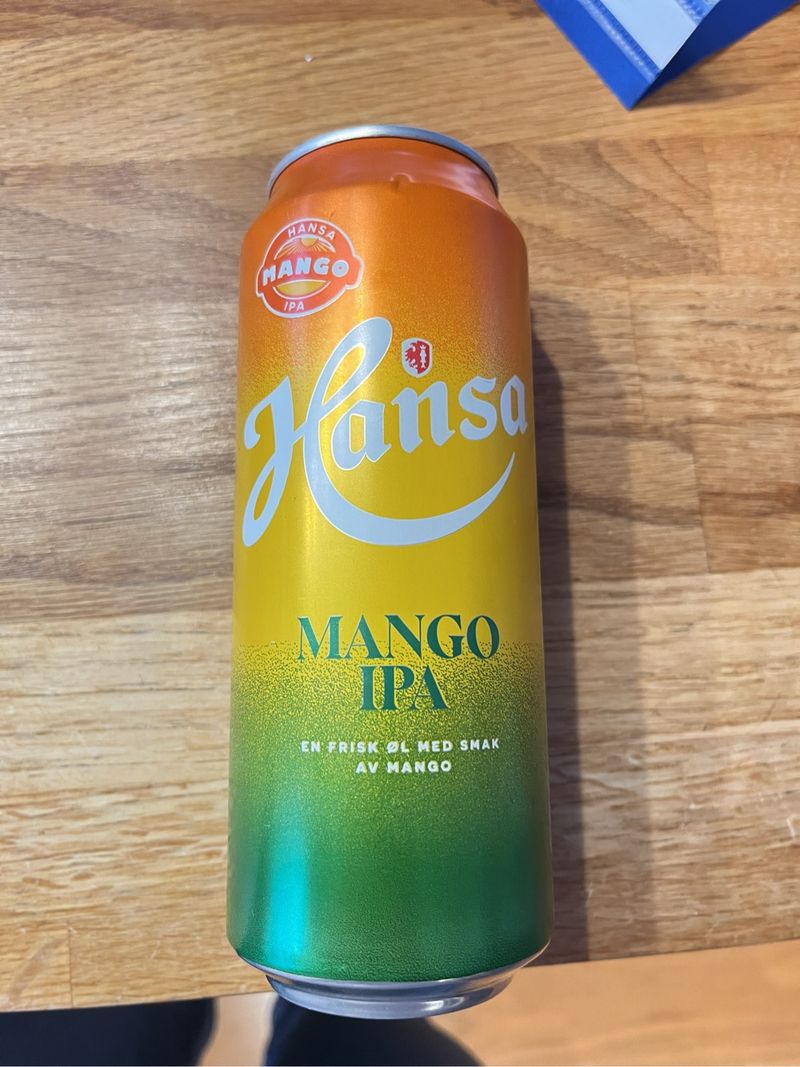 HANSA
MANGO
IPA
Hansa
MANGO
IPA
EN FRISK ØL MED SMAK
AV MANGO